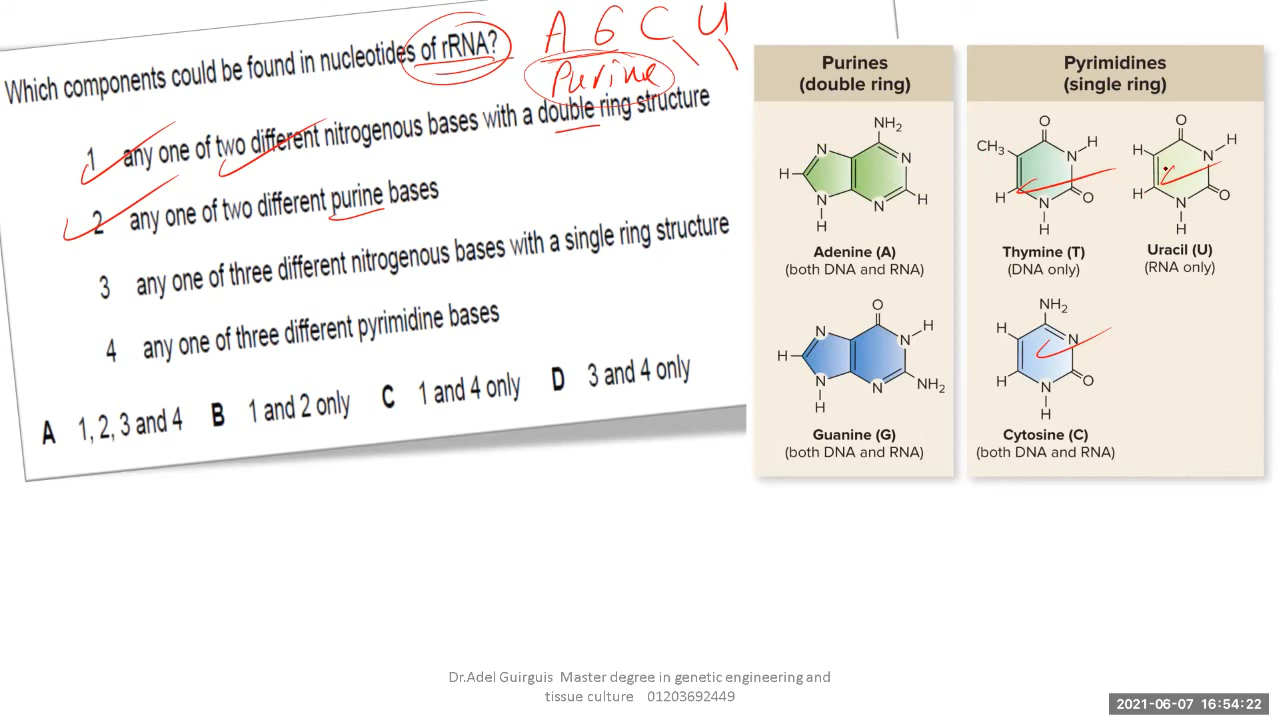 Which components could be found in nucleotides of rRNA?
A G C U
Purine
1 any one of two different nitrogenous bases with a double ring structure
2 any one of two different purine bases
3 any one of three different nitrogenous bases with a single ring structure
4 any one of three different pyrimidine bases
A 1, 2, 3 and 4 B 1 and 2 only C 1 and 4 only D 3 and 4 only
Purines
(double ring)
NH₂
N
N
H
N
N
H
H
Adenine (A)
(both DNA and RNA)
O
N
N
H
H
N
N
NH₂
H
Guanine (G)
(both DNA and RNA)
Pyrimidines
(single ring)
O
CH₃
N
H
H
N
O
H
Thymine (T)
(DNA only)
O
H
H
N
H
N
O
H
Uracil (U)
(RNA only)
NH₂
H
N
H
N
O
H
Cytosine (C)
(both DNA and RNA)
Dr.Adel Guirguis Master degree in genetic engineering and
tissue culture 01203692449
2021-06-07 16:54:22